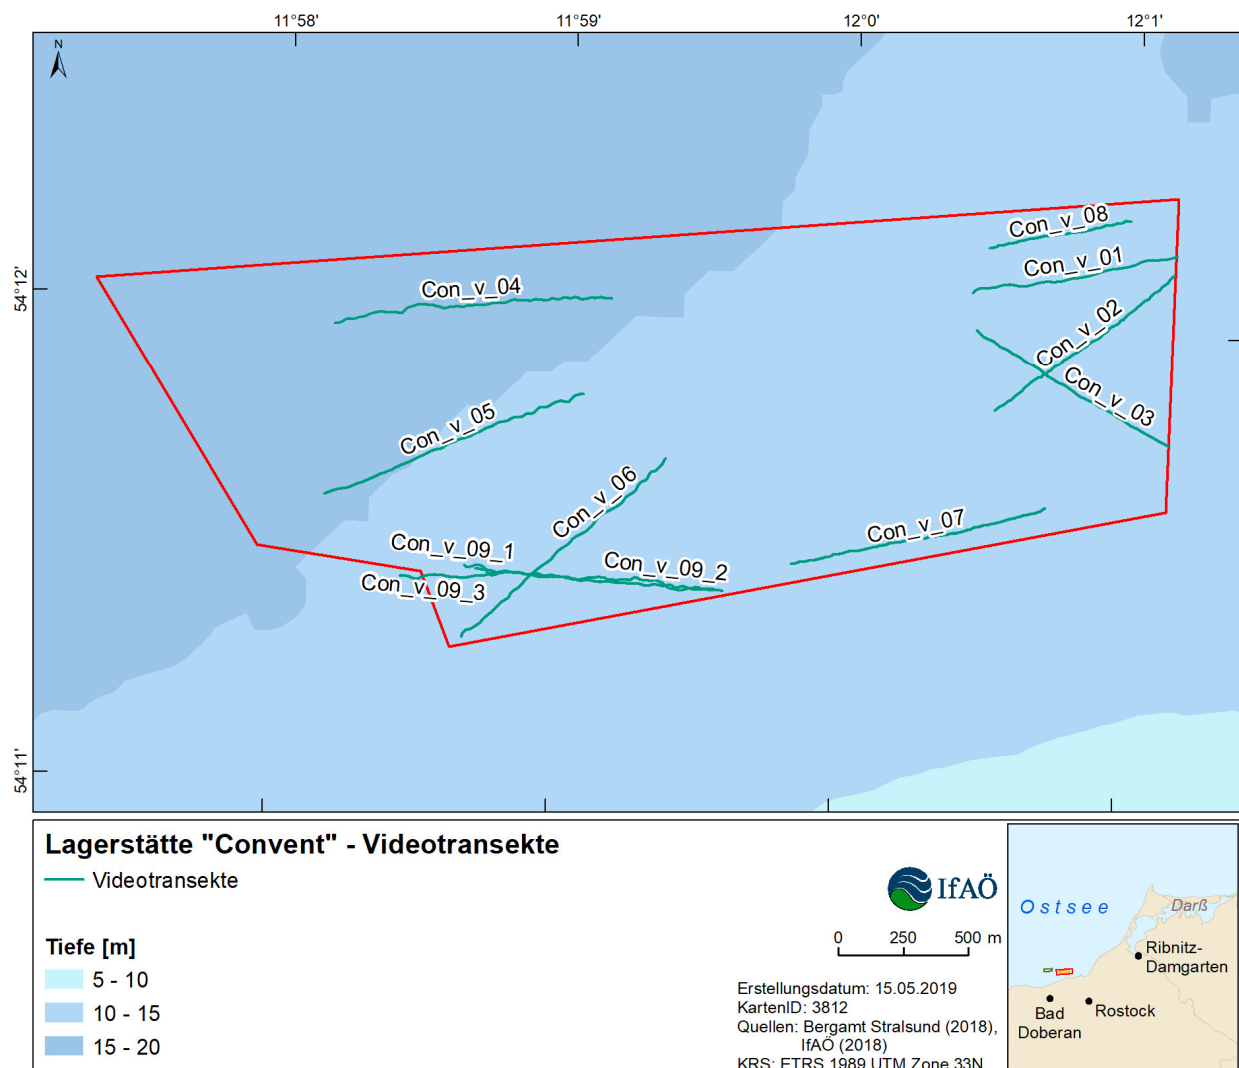 11°58'
11°59'
12°0'
12°1'
N
54°12'
54°11'
Con_v_08
Con_v_01
Con_v_04
Con_v_02
Con_v_03
Con_v_05
Con_v_06
Con_v_07
Con_v_09_1
Con_v_09_2
Con_v_09_3
Lagerstätte "Convent" - Videotransekte
Videotransekte
Tiefe [m]
5 - 10
10 - 15
15 - 20
IfAÖ
0 250 500 m
Erstellungsdatum: 15.05.2019
KartenID: 3812
Quellen: Bergamt Stralsund (2018),
IfAÖ (2018)
KRS: ETRS 1989 UTM Zone 33N
Ostsee
Darß
Ribnitz-
Damgarten
Bad
Doberan
Rostock